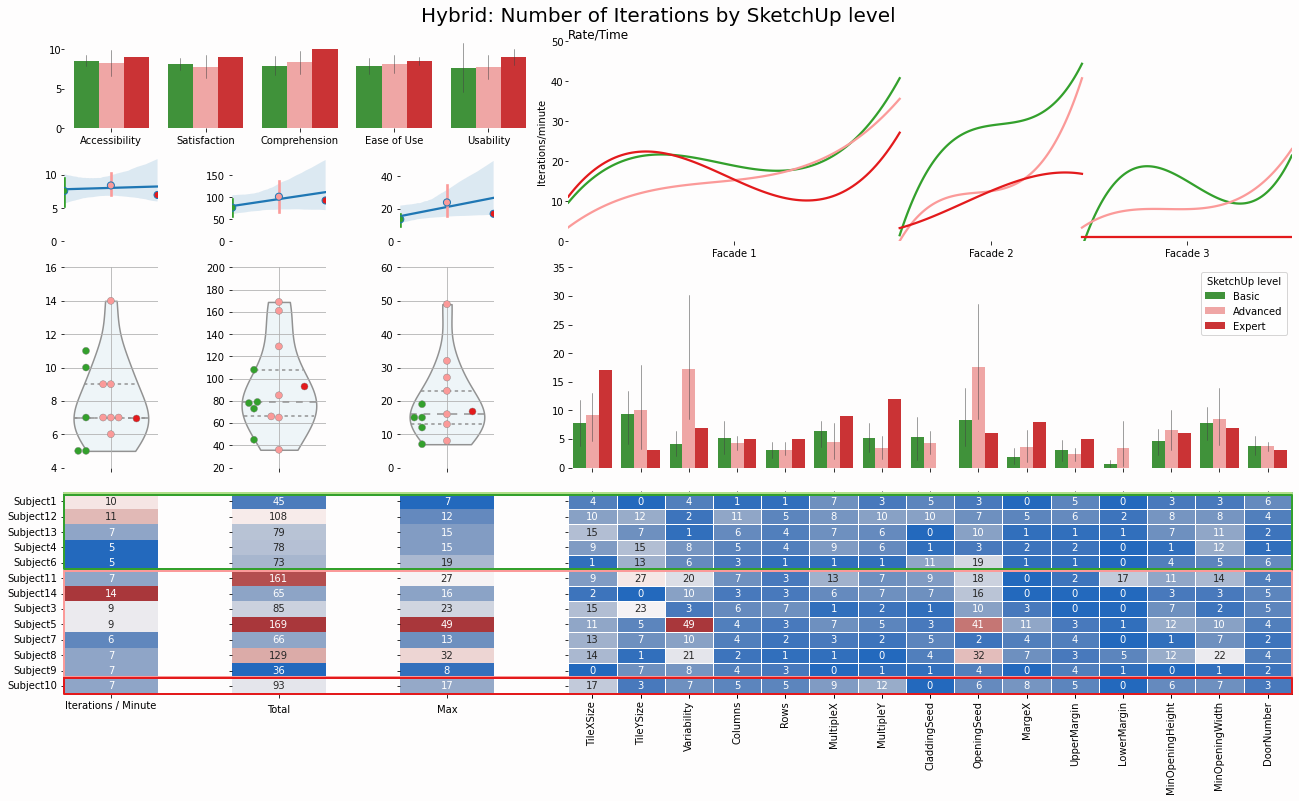 Hybrid: Number of Iterations by SketchUp level
10
5
0
Accessibility Satisfaction Comprehension Ease of Use Usability
Rate/Time
Iterations/minute
50
40
30
20
10
0
Facade 1 Facade 2 Facade 3
10
5
0
150
100
50
0
40
20
0
16
14
12
10
8
6
4
200
180
160
140
120
100
80
60
40
20
60
50
40
30
20
10
0
35
30
25
20
15
10
5
0
SketchUp level
Basic
Advanced
Expert
Subject1 10 45 7 4 0 4 1 1 7 3 5 3 0 5 0 3 3 6
Subject12 11 108 12 10 12 2 11 5 8 10 10 7 5 6 2 8 8 4
Subject13 7 79 15 15 7 1 6 4 7 6 0 10 1 1 1 7 11 2
Subject4 5 78 15 9 15 8 5 4 9 6 1 3 2 2 0 1 12 1
Subject6 5 73 19 1 13 6 3 1 1 1 11 19 1 1 0 4 5 6
Subject11 7 161 27 9 27 20 7 3 13 7 9 18 0 2 17 11 14 4
Subject14 14 65 16 2 0 10 3 3 6 7 7 16 0 2 0 3 3 5
Subject3 9 85 23 15 23 3 6 7 1 2 1 10 3 0 0 7 2 5
Subject5 9 169 49 11 5 49 4 3 7 5 3 41 11 3 1 12 10 4
Subject7 6 66 13 13 7 10 4 2 3 2 5 2 4 4 0 1 7 2
Subject8 7 129 32 14 1 21 2 1 1 0 4 32 7 3 5 12 22 4
Subject9 7 36 8 0 7 8 4 3 0 1 1 4 0 4 1 0 1 2
Subject10 7 93 17 17 3 7 5 5 9 12 0 6 8 5 0 6 7 3
Iterations / Minute Total Max
TileXSize
TileYSize
Variability
Columns
Rows
MultipleX
MultipleY
CladdingSeed
OpeningSeed
MargeX
UpperMargin
LowerMargin
MinOpeningHeight
MinOpeningWidth
DoorNumber